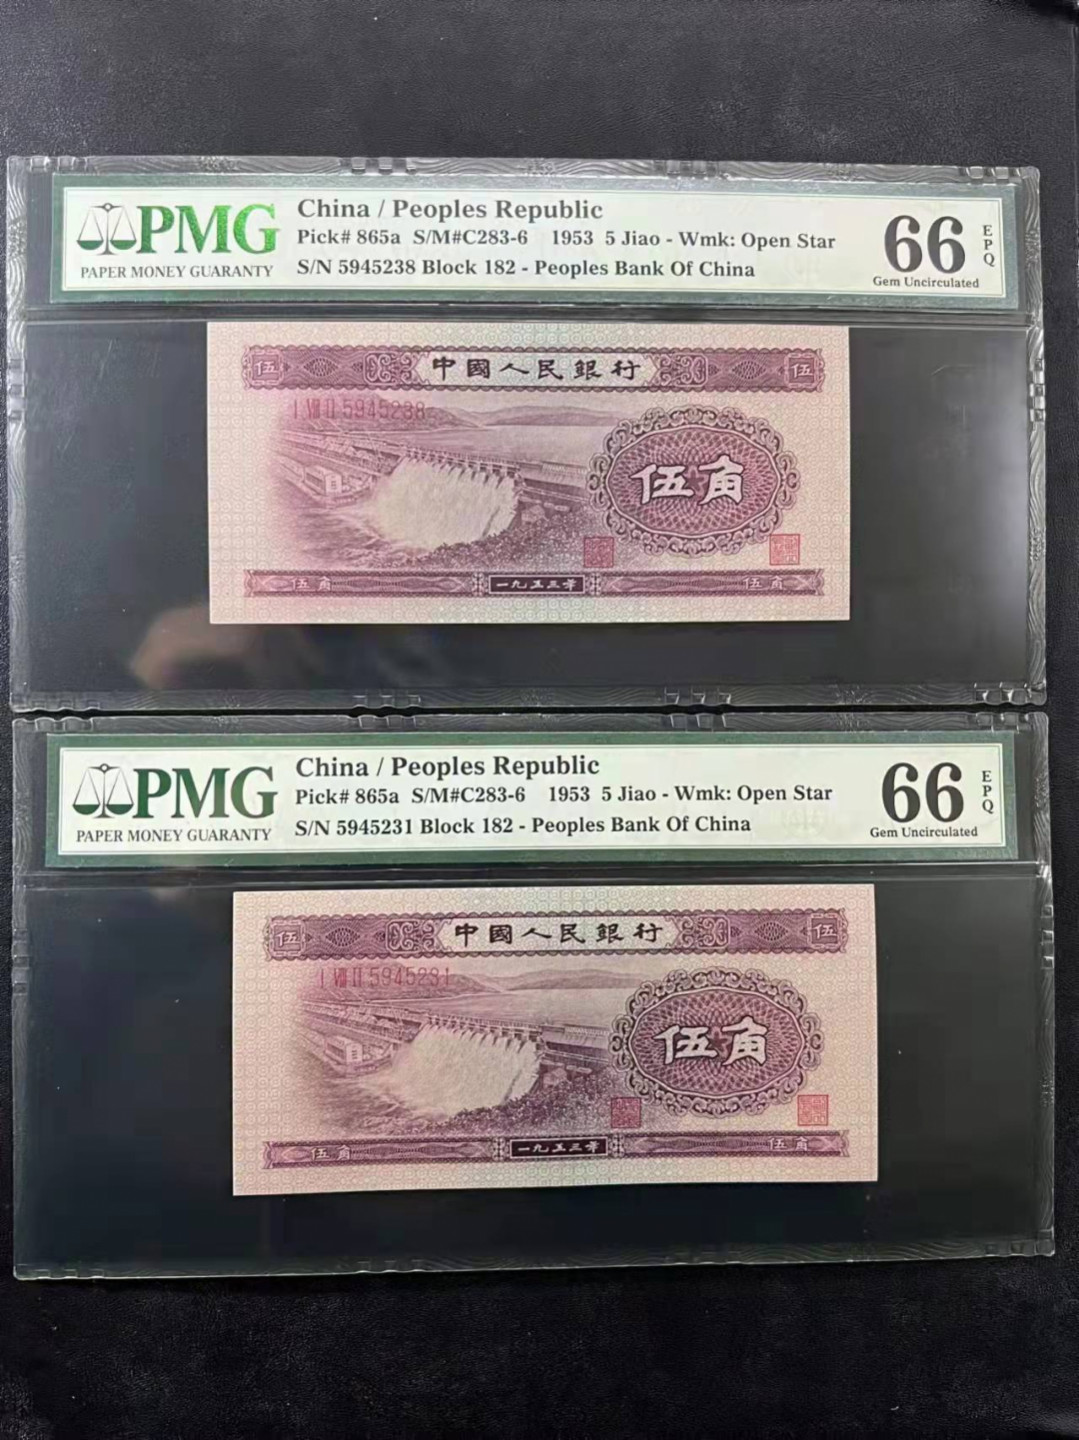 PMG
PAPER MONEY GUARANTY
China / Peoples Republic
Pick# 865a S/M#C283-6 1953 5 Jiao - Wmk: Open Star
S/N 5945238 Block 182 - Peoples Bank Of China
66
EPQ
Gem Uncirculated
伍 中國人民銀行 伍
I VIII II 5945238
伍角
伍角 一九五三年 伍角
PMG
PAPER MONEY GUARANTY
China / Peoples Republic
Pick# 865a S/M#C283-6 1953 5 Jiao - Wmk: Open Star
S/N 5945231 Block 182 - Peoples Bank Of China
66
EPQ
Gem Uncirculated
伍 中國人民銀行 伍
I VIII II 5945231
伍角
伍角 一九五三年 伍角